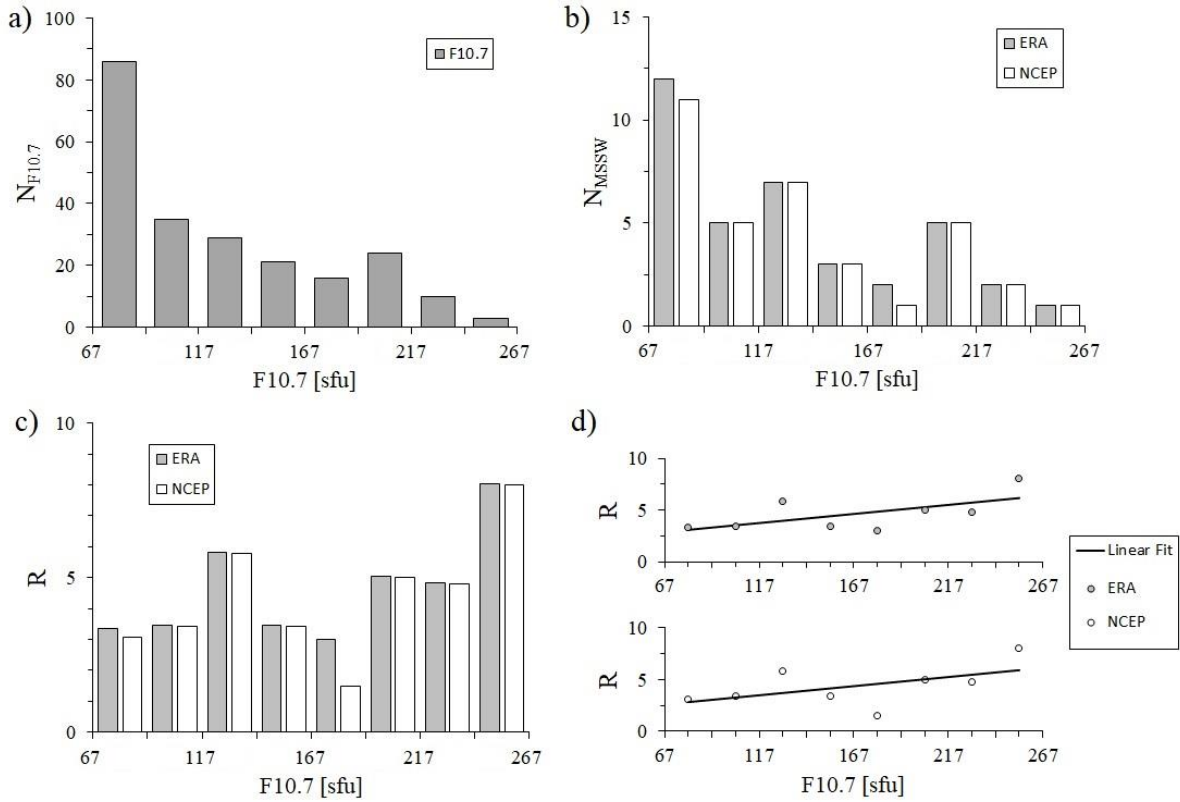 a)
100
80
60
40
20
0
N_F10.7
F10.7
67 117 167 217 267
F10.7 [sfu]
b)
15
10
5
0
N_MSSW
ERA
NCEP
67 117 167 217 267
F10.7 [sfu]
c)
10
5
0
R
ERA
NCEP
67 117 167 217 267
F10.7 [sfu]
d)
10
5
0
R
67 117 167 217 267
10
5
0
R
67 117 167 217 267
F10.7 [sfu]
Linear Fit
ERA
NCEP